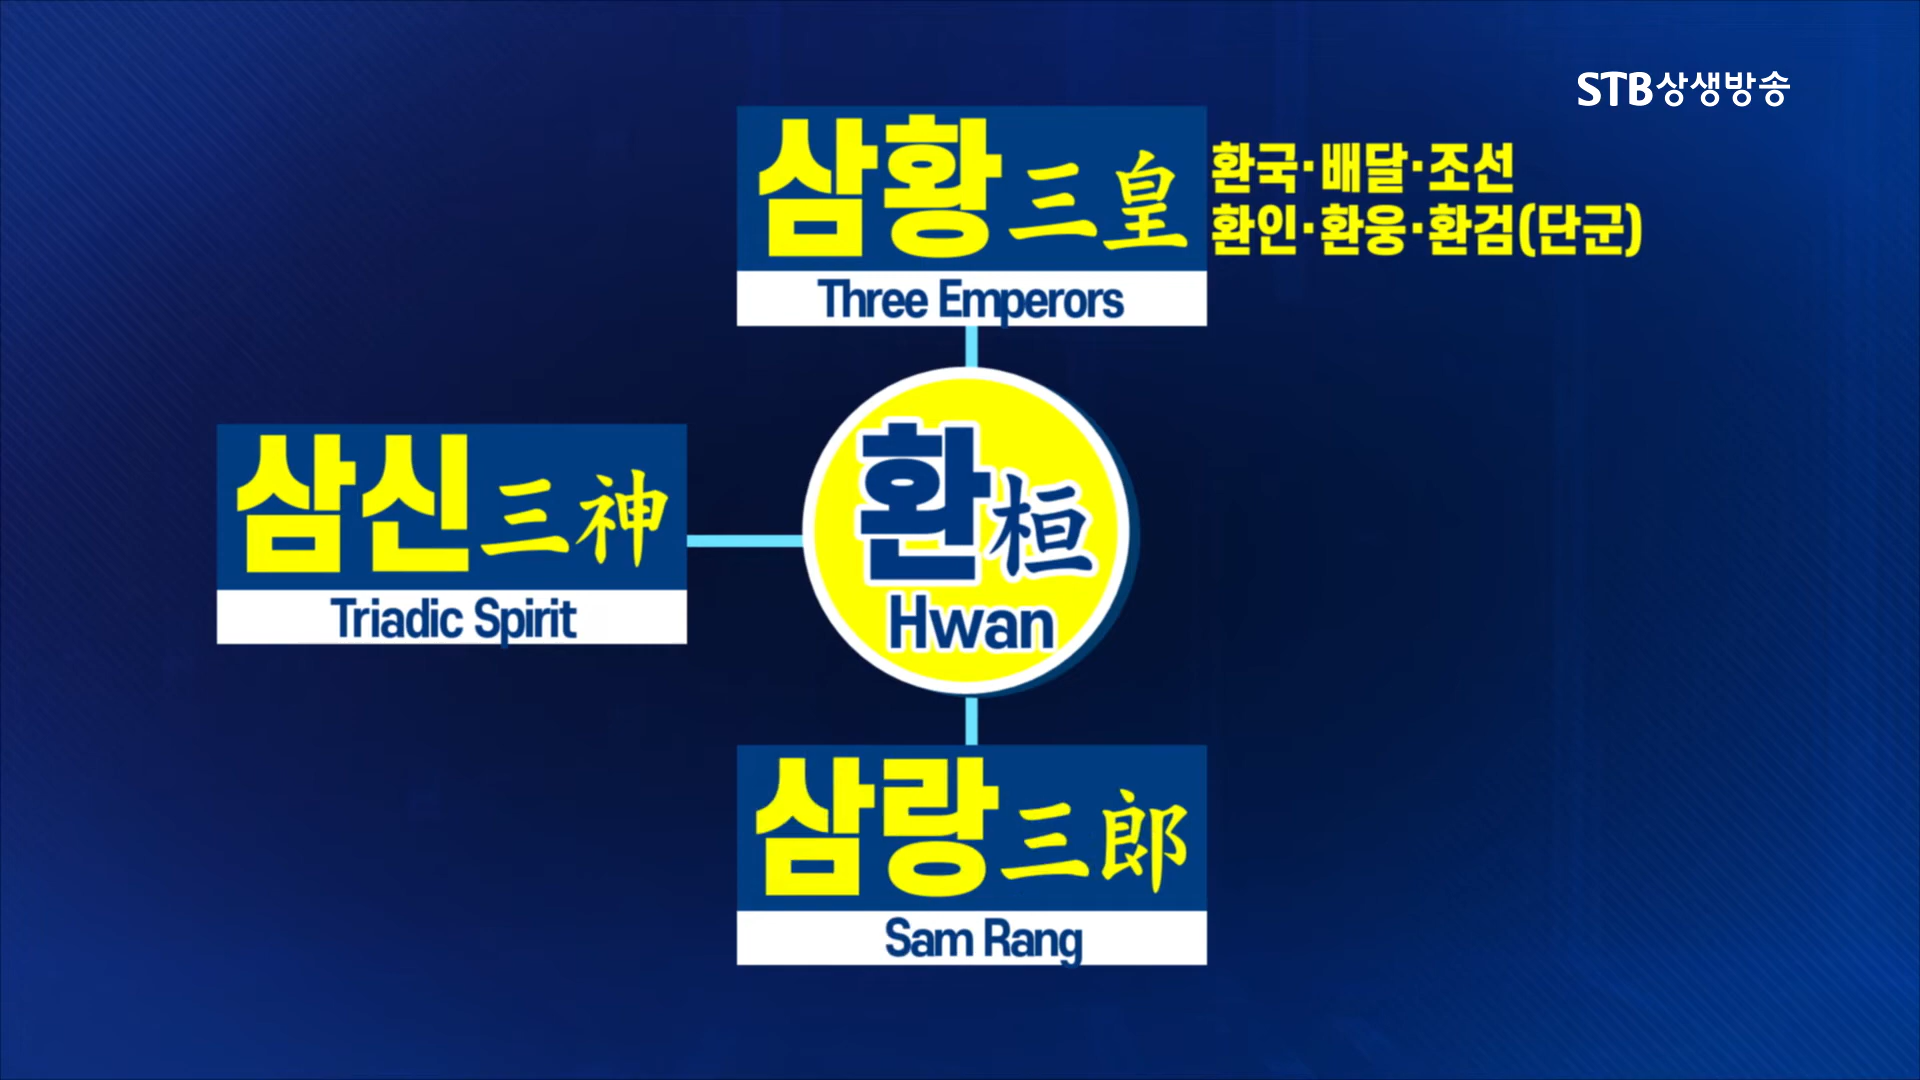 STB상생방송
삼황三皇
Three Emperors
환국·배달·조선
환인·환웅·환검(단군)
삼신三神
Triadic Spirit
환桓
Hwan
삼랑三郞
Sam Rang